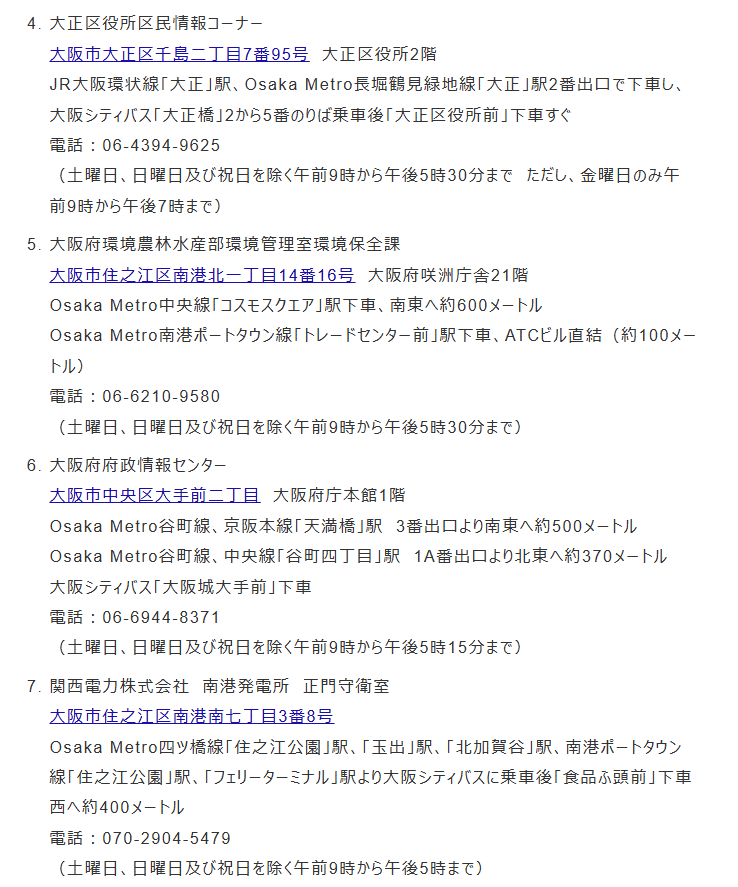 4. 大正区役所区民情報コーナー
大阪市大正区千島二丁目7番95号　大正区役所2階
JR大阪環状線「大正」駅、Osaka Metro長堀鶴見緑地線「大正」駅2番出口で下車し、
大阪シティバス「大正橋」2から5番のりば乗車後「大正区役所前」下車すぐ
電話：06-4394-9625
（土曜日、日曜日及び祝日を除く午前9時から午後5時30分まで　ただし、金曜日のみ午
前9時から午後7時まで）
5. 大阪府環境農林水産部環境管理室環境保全課
大阪市住之江区南港北一丁目14番16号　大阪府咲洲庁舎21階
Osaka Metro中央線「コスモスクエア」駅下車、南東へ約600メートル
Osaka Metro南港ポートタウン線「トレードセンター前」駅下車、ATCビル直結（約100メー
トル）
電話：06-6210-9580
（土曜日、日曜日及び祝日を除く午前9時から午後5時30分まで）
6. 大阪府府政情報センター
大阪市中央区大手前二丁目　大阪府庁本館1階
Osaka Metro谷町線、京阪本線「天満橋」駅　3番出口より南東へ約500メートル
Osaka Metro谷町線、中央線「谷町四丁目」駅　1A番出口より北東へ約370メートル
大阪シティバス「大阪城大手前」下車
電話：06-6944-8371
（土曜日、日曜日及び祝日を除く午前9時から午後5時15分まで）
7. 関西電力株式会社　南港発電所　正門守衛室
大阪市住之江区南港南七丁目3番8号
Osaka Metro四ツ橋線「住之江公園」駅、「玉出」駅、「北加賀谷」駅、南港ポートタウン
線「住之江公園」駅、「フェリーターミナル」駅より大阪シティバスに乗車後「食品ふ頭前」下車
西へ約400メートル
電話：070-2904-5479
（土曜日、日曜日及び祝日を除く午前9時から午後5時まで）